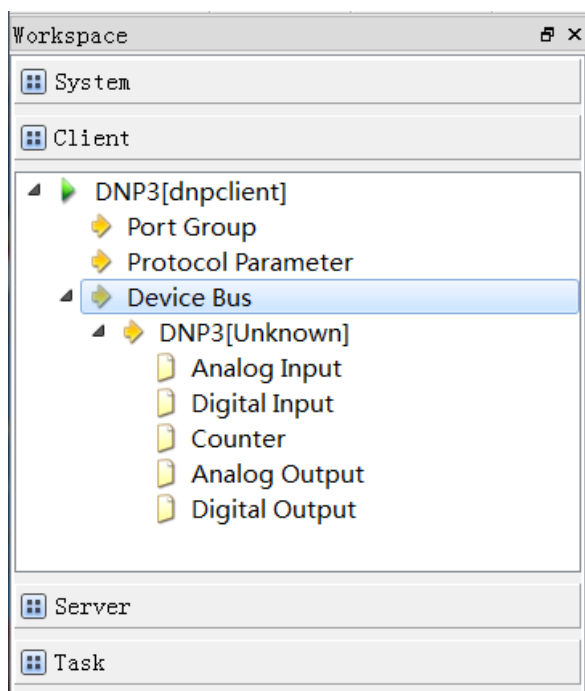 Workspace
System
Client
DNP3[dnpclient]
Port Group
Protocol Parameter
Device Bus
DNP3[Unknown]
Analog Input
Digital Input
Counter
Analog Output
Digital Output
Server
Task